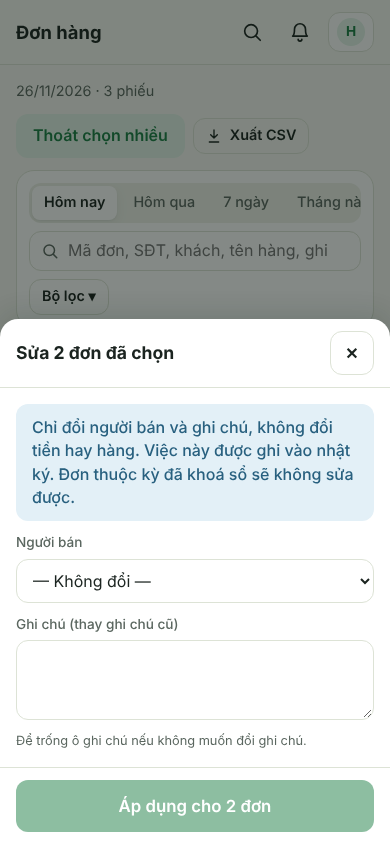 Đơn hàng
H
26/11/2026 · 3 phiếu
Thoát chọn nhiều
Xuất CSV
Hôm nay
Hôm qua
7 ngày
Tháng nà
Mã đơn, SĐT, khách, tên hàng, ghi
Bộ lọc ▾
Sửa 2 đơn đã chọn
✕
Chỉ đổi người bán và ghi chú, không đổi
tiền hay hàng. Việc này được ghi vào nhật
ký. Đơn thuộc kỳ đã khoá sổ sẽ không sửa
được.
Người bán
— Không đổi —
Ghi chú (thay ghi chú cũ)
Để trống ô ghi chú nếu không muốn đổi ghi chú.
Áp dụng cho 2 đơn